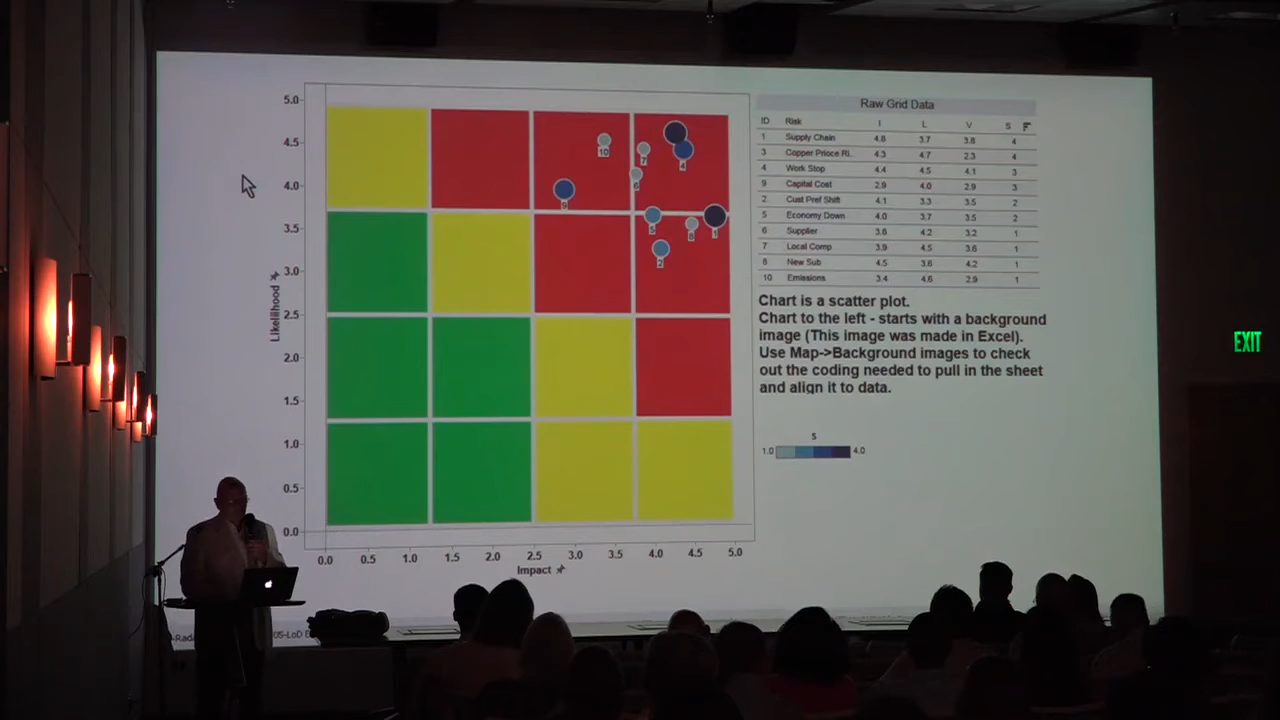 5.0
4.5
4.0
3.5
3.0
2.5
2.0
1.5
1.0
0.5
0.0
Likelihood
0.0 0.5 1.0 1.5 2.0 2.5 3.0 3.5 4.0 4.5 5.0
Impact
10
7
4
6
9
5
8
1
2
Raw Grid Data
ID Risk I L V S
1 Supply Chain 4.8 3.7 3.8 4
3 Copper Prioce Ri.. 4.3 4.7 2.3 4
4 Work Stop 4.4 4.5 4.1 3
9 Capital Cost 2.9 4.0 2.9 3
2 Cust Pref Shift 4.1 3.3 3.5 2
5 Economy Down 4.0 3.7 3.5 2
6 Supplier 3.8 4.2 3.2 1
7 Local Comp 3.9 4.5 3.6 1
8 New Sub 4.5 3.6 4.2 1
10 Emissions 3.4 4.6 2.9 1
Chart is a scatter plot.
Chart to the left - starts with a background
image (This image was made in Excel).
Use Map->Background images to check
out the coding needed to pull in the sheet
and align it to data.
S
1.0 4.0
EXIT